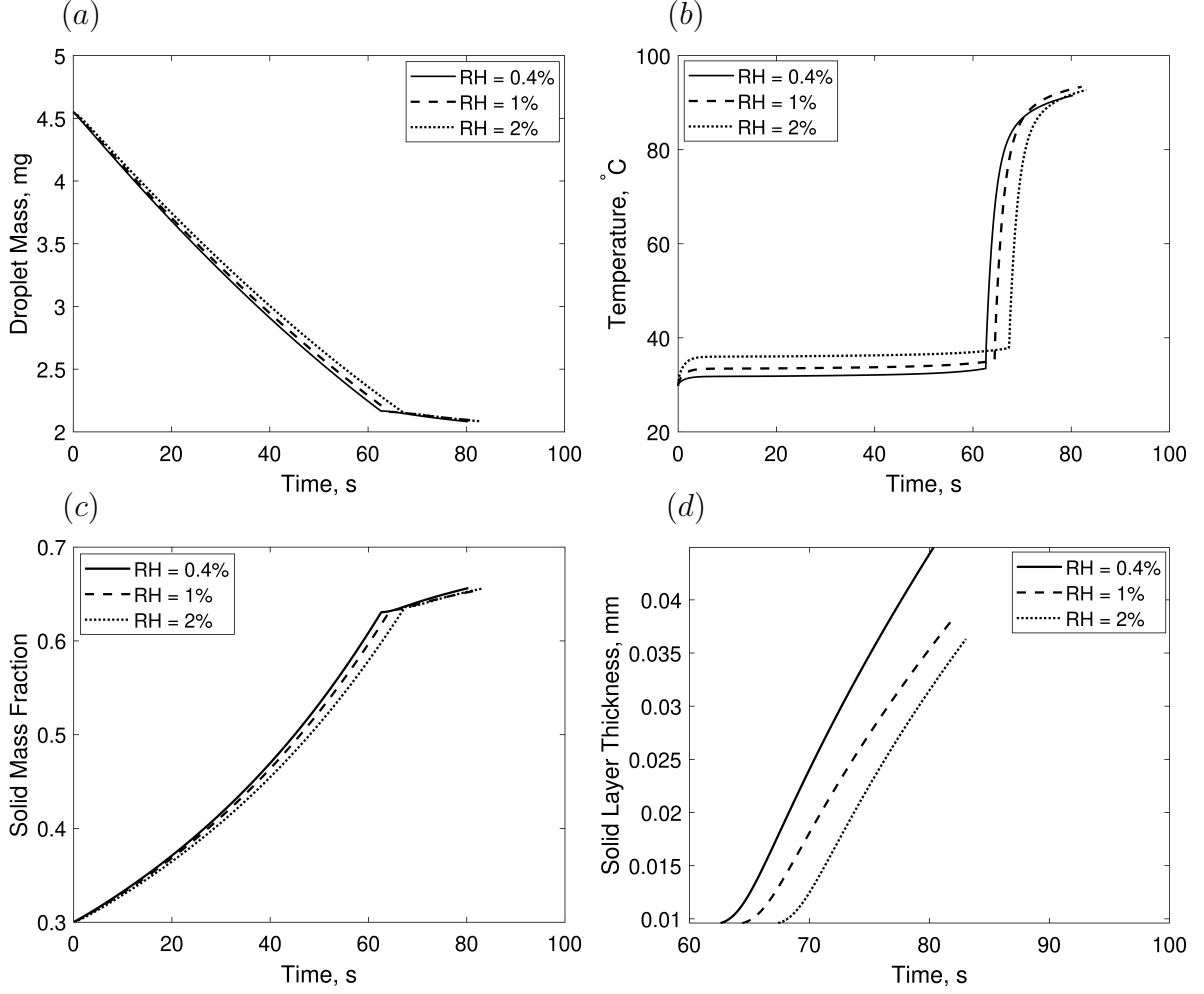 (a)
5
4.5
4
3.5
3
2.5
2
Droplet Mass, mg
0 20 40 60 80 100
Time, s
RH = 0.4%
RH = 1%
RH = 2%
(b)
100
80
60
40
20
Temperature, °C
0 20 40 60 80 100
Time, s
RH = 0.4%
RH = 1%
RH = 2%
(c)
0.7
0.6
0.5
0.4
0.3
Solid Mass Fraction
0 20 40 60 80 100
Time, s
RH = 0.4%
RH = 1%
RH = 2%
(d)
0.04
0.035
0.03
0.025
0.02
0.015
0.01
Solid Layer Thickness, mm
60 70 80 90 100
Time, s
RH = 0.4%
RH = 1%
RH = 2%